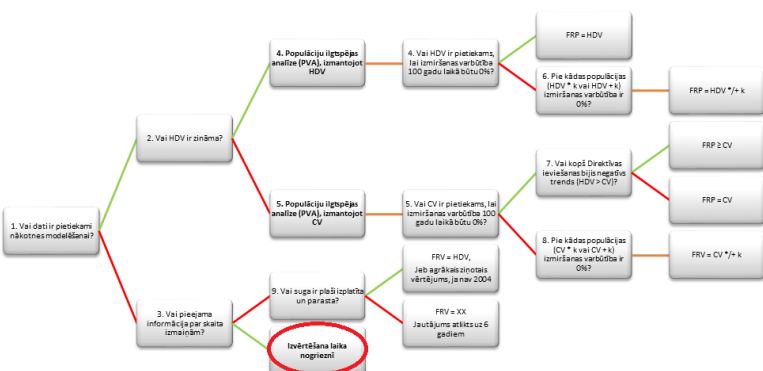 FRP = HDV
4. Populāciju ilgtspējas
analīze (PVA), izmantojot
HDV
4. Vai HDV ir pietiekams,
lai izmiršanas varbūtība
100 gadu laikā būtu 0%?
6. Pie kādas populācijas
(HDV * k vai HDV + k)
izmiršanas varbūtība ir
0%?
FRP = HDV */+ k
2. Vai HDV ir zināma?
7. Vai kopš Direktīvas
ieviešanas bijis negatīvs
trends (HDV > CV)?
FRP ≥ CV
FRP = CV
5. Populāciju ilgtspējas
analīze (PVA), izmantojot
CV
5. Vai CV ir pietiekams, lai
izmiršanas varbūtība 100
gadu laikā būtu 0%?
1. Vai dati ir pietiekami
nākotnes modelēšanai?
8. Pie kādas populācijas
(CV * k vai CV + k)
izmiršanas varbūtība ir
0%?
FRV = CV */+ k
FRV = HDV,
Jeb agrākais ziņotais
vērtējums, ja nav 2004
9. Vai suga ir plaši izplatīta
un parasta?
3. Vai pieejama
informācija par skaita
izmaiņām?
FRV = XX
Jautājums atlikts uz 6
gadiem
Izvērtēšana laika
nogrieznī